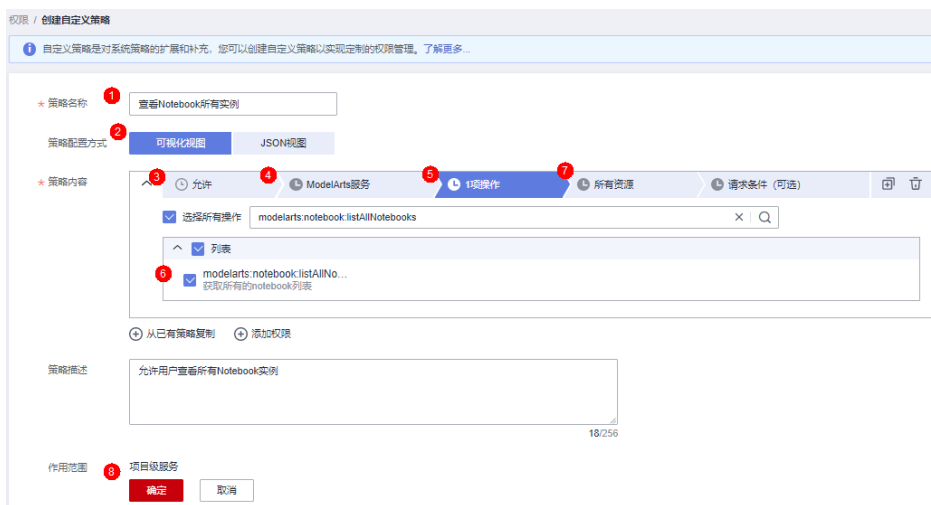 权限 / 创建自定义策略
自定义策略是对系统策略的扩展和补充，您可以创建自定义策略以实现定制的权限管理。了解更多...
* 策略名称 1 查看Notebook所有实例
策略配置方式 2 可视化视图 JSON视图
* 策略内容 3 允许 4 ModelArts服务 5 1项操作 7 所有资源 请求条件（可选）
选择所有操作 modelarts:notebook:listAllNotebooks
列表
6 modelarts:notebook:listAllNo...
获取所有的notebook列表
从已有策略复制 添加权限
策略描述 允许用户查看所有Notebook实例
18/256
作用范围 项目级服务
8 确定 取消